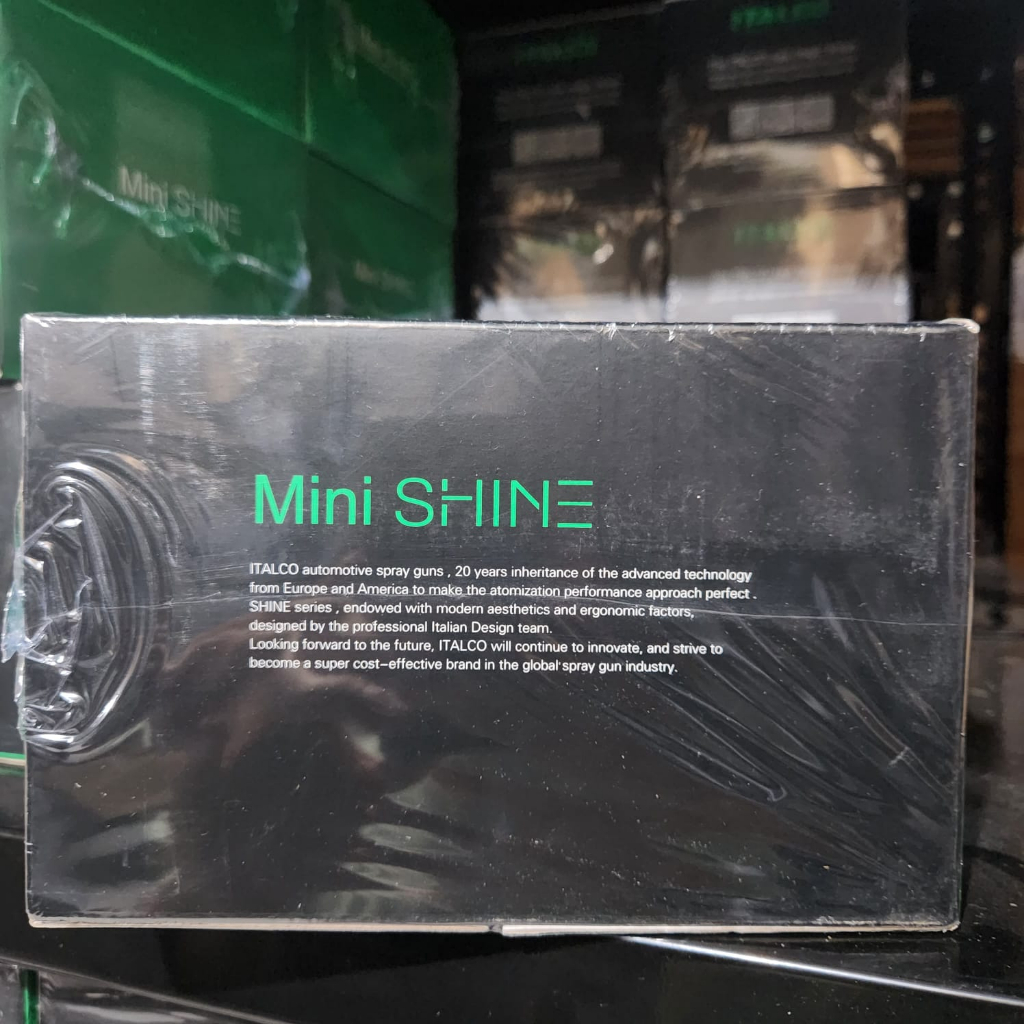 Mini SHINE
ITALCO
Mini SHINE
Mini SHINE
ITALCO automotive spray guns , 20 years inheritance of the advanced technology
from Europe and America to make the atomization performance approach perfect .
SHINE series , endowed with modern aesthetics and ergonomic factors,
designed by the professional Italian Design team.
Looking forward to the future, ITALCO will continue to innovate, and strive to
become a super cost-effective brand in the global spray gun industry.